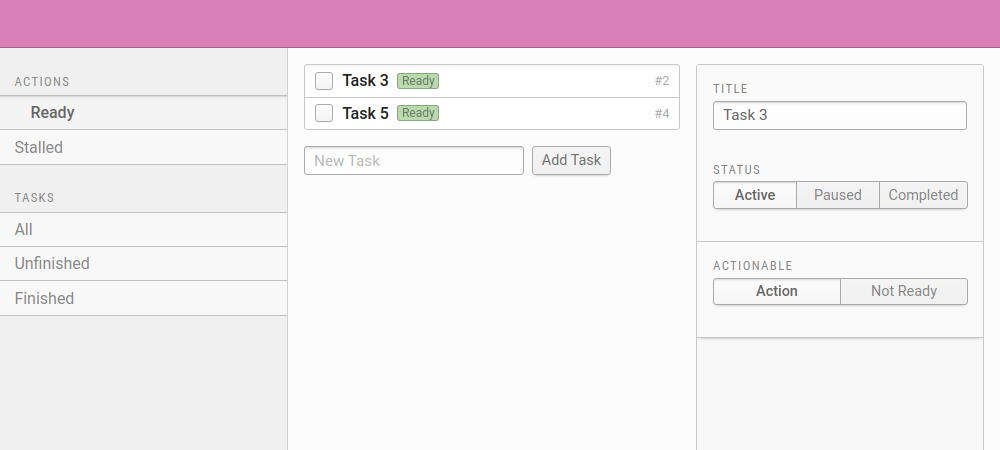 ACTIONS
Ready
Stalled
TASKS
All
Unfinished
Finished
Task 3 Ready #2
Task 5 Ready #4
New Task Add Task
TITLE
Task 3
STATUS
Active Paused Completed
ACTIONABLE
Action Not Ready